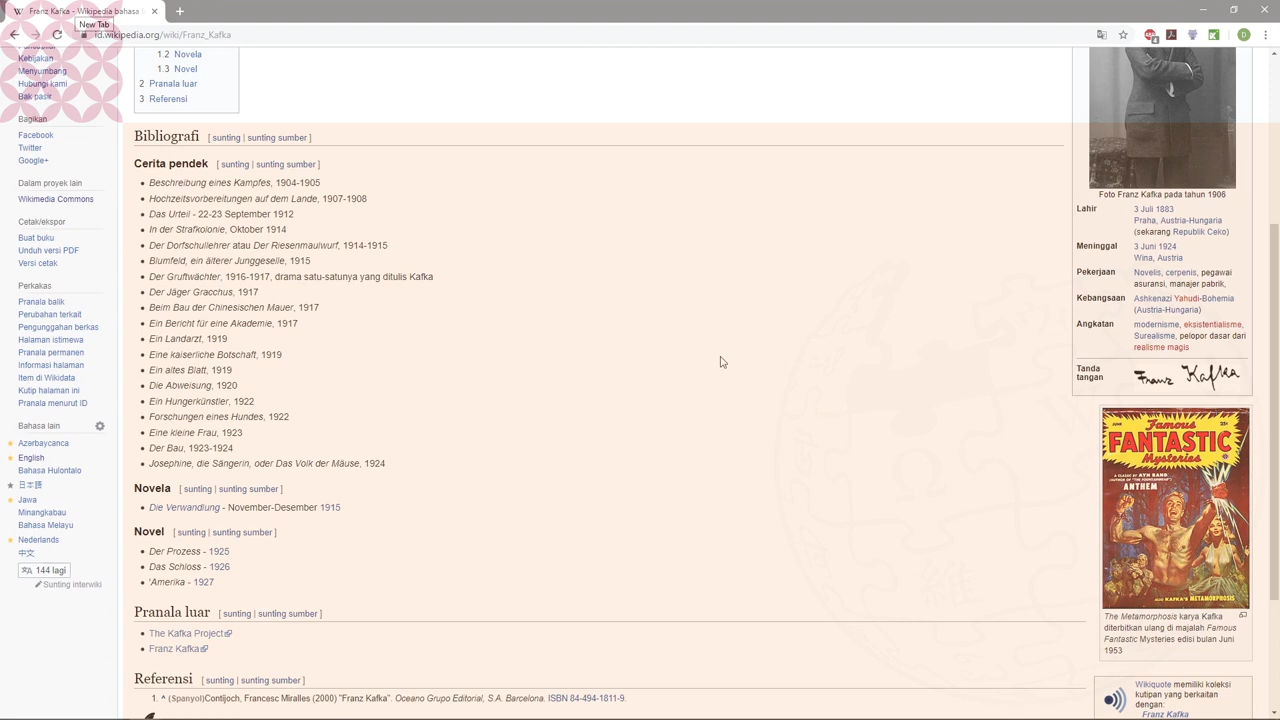 Franz Kafka - Wikipedia bahasa
New Tab
id.wikipedia.org/wiki/Franz_Kafka
Kebijakan
Menyumbang
Hubungi kami
Bak pasir
Bagikan
Facebook
Twitter
Google+
Dalam proyek lain
Wikimedia Commons
Cetak/ekspor
Buat buku
Unduh versi PDF
Versi cetak
Perkakas
Pranala balik
Perubahan terkait
Pengunggahan berkas
Halaman istimewa
Pranala permanen
Informasi halaman
Item di Wikidata
Kutip halaman ini
Pranala menurut ID
Bahasa lain
Azərbaycanca
English
Bahasa Hulontalo
日本語
Jawa
Minangkabau
Bahasa Melayu
Nederlands
中文
144 lagi
Sunting interwiki
1.2 Novela
1.3 Novel
2 Pranala luar
3 Referensi
Bibliografi [ sunting | sunting sumber ]
Cerita pendek [ sunting | sunting sumber ]
Beschreibung eines Kampfes, 1904-1905
Hochzeitsvorbereitungen auf dem Lande, 1907-1908
Das Urteil - 22-23 September 1912
In der Strafkolonie, Oktober 1914
Der Dorfschullehrer atau Der Riesenmaulwurf, 1914-1915
Blumfeld, ein älterer Junggeselle, 1915
Der Gruftwächter, 1916-1917, drama satu-satunya yang ditulis Kafka
Der Jäger Gracchus, 1917
Beim Bau der Chinesischen Mauer, 1917
Ein Bericht für eine Akademie, 1917
Ein Landarzt, 1919
Eine kaiserliche Botschaft, 1919
Ein altes Blatt, 1919
Die Abweisung, 1920
Ein Hungerkünstler, 1922
Forschungen eines Hundes, 1922
Eine kleine Frau, 1923
Der Bau, 1923-1924
Josephine, die Sängerin, oder Das Volk der Mäuse, 1924
Novela [ sunting | sunting sumber ]
Die Verwandlung - November-Desember 1915
Novel [ sunting | sunting sumber ]
Der Prozess - 1925
Das Schloss - 1926
'Amerika - 1927
Pranala luar [ sunting | sunting sumber ]
The Kafka Project
Franz Kafka
Referensi [ sunting | sunting sumber ]
1. ^ (Spanyol)Contijoch, Francesc Miralles (2000) "Franz Kafka". Oceano Grupo Editorial, S.A. Barcelona. ISBN 84-494-1811-9.
Foto Franz Kafka pada tahun 1906
Lahir 3 Juli 1883
Praha, Austria-Hungaria
(sekarang Republik Ceko)
Meninggal 3 Juni 1924
Wina, Austria
Pekerjaan Novelis, cerpenis, pegawai
asuransi, manajer pabrik,
Kebangsaan Ashkenazi Yahudi-Bohemia
(Austria-Hungaria)
Angkatan modernisme, eksistentialisme,
Surealisme, pelopor dasar dari
realisme magis
Tanda
tangan Franz Kafka
JUNE
25¢
Famous
FANTASTIC
Mysteries
A CLASSIC BY AYN RAND
(AUTHOR OF "THE FOUNTAINHEAD")
ANTHEM
ALSO KAFKA'S METAMORPHOSIS
The Metamorphosis karya Kafka
diterbitkan ulang di majalah Famous
Fantastic Mysteries edisi bulan Juni
1953
Wikiquote memiliki koleksi
kutipan yang berkaitan
dengan:
Franz Kafka